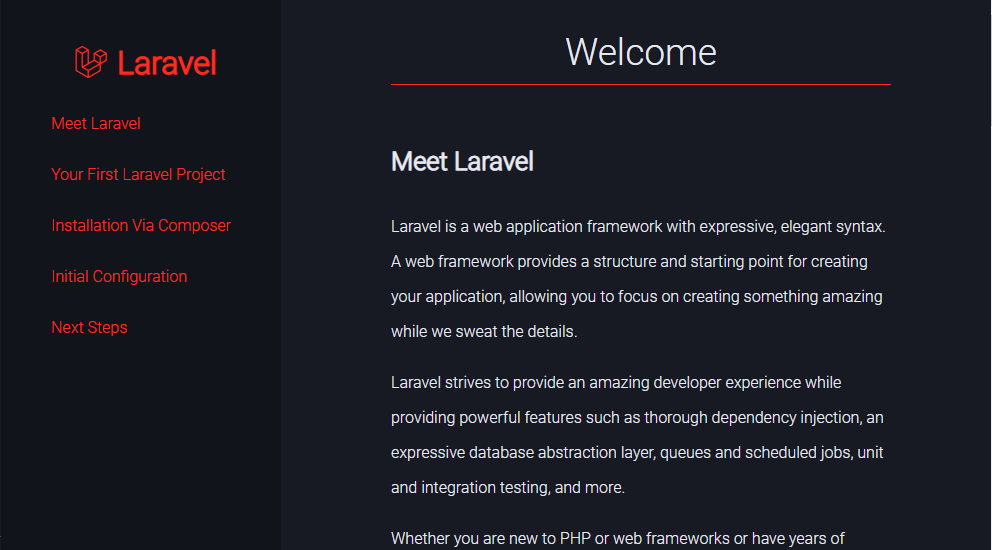 Laravel
Meet Laravel
Your First Laravel Project
Installation Via Composer
Initial Configuration
Next Steps
Welcome
Meet Laravel
Laravel is a web application framework with expressive, elegant syntax.
A web framework provides a structure and starting point for creating
your application, allowing you to focus on creating something amazing
while we sweat the details.
Laravel strives to provide an amazing developer experience while
providing powerful features such as thorough dependency injection, an
expressive database abstraction layer, queues and scheduled jobs, unit
and integration testing, and more.
Whether you are new to PHP or web frameworks or have years of